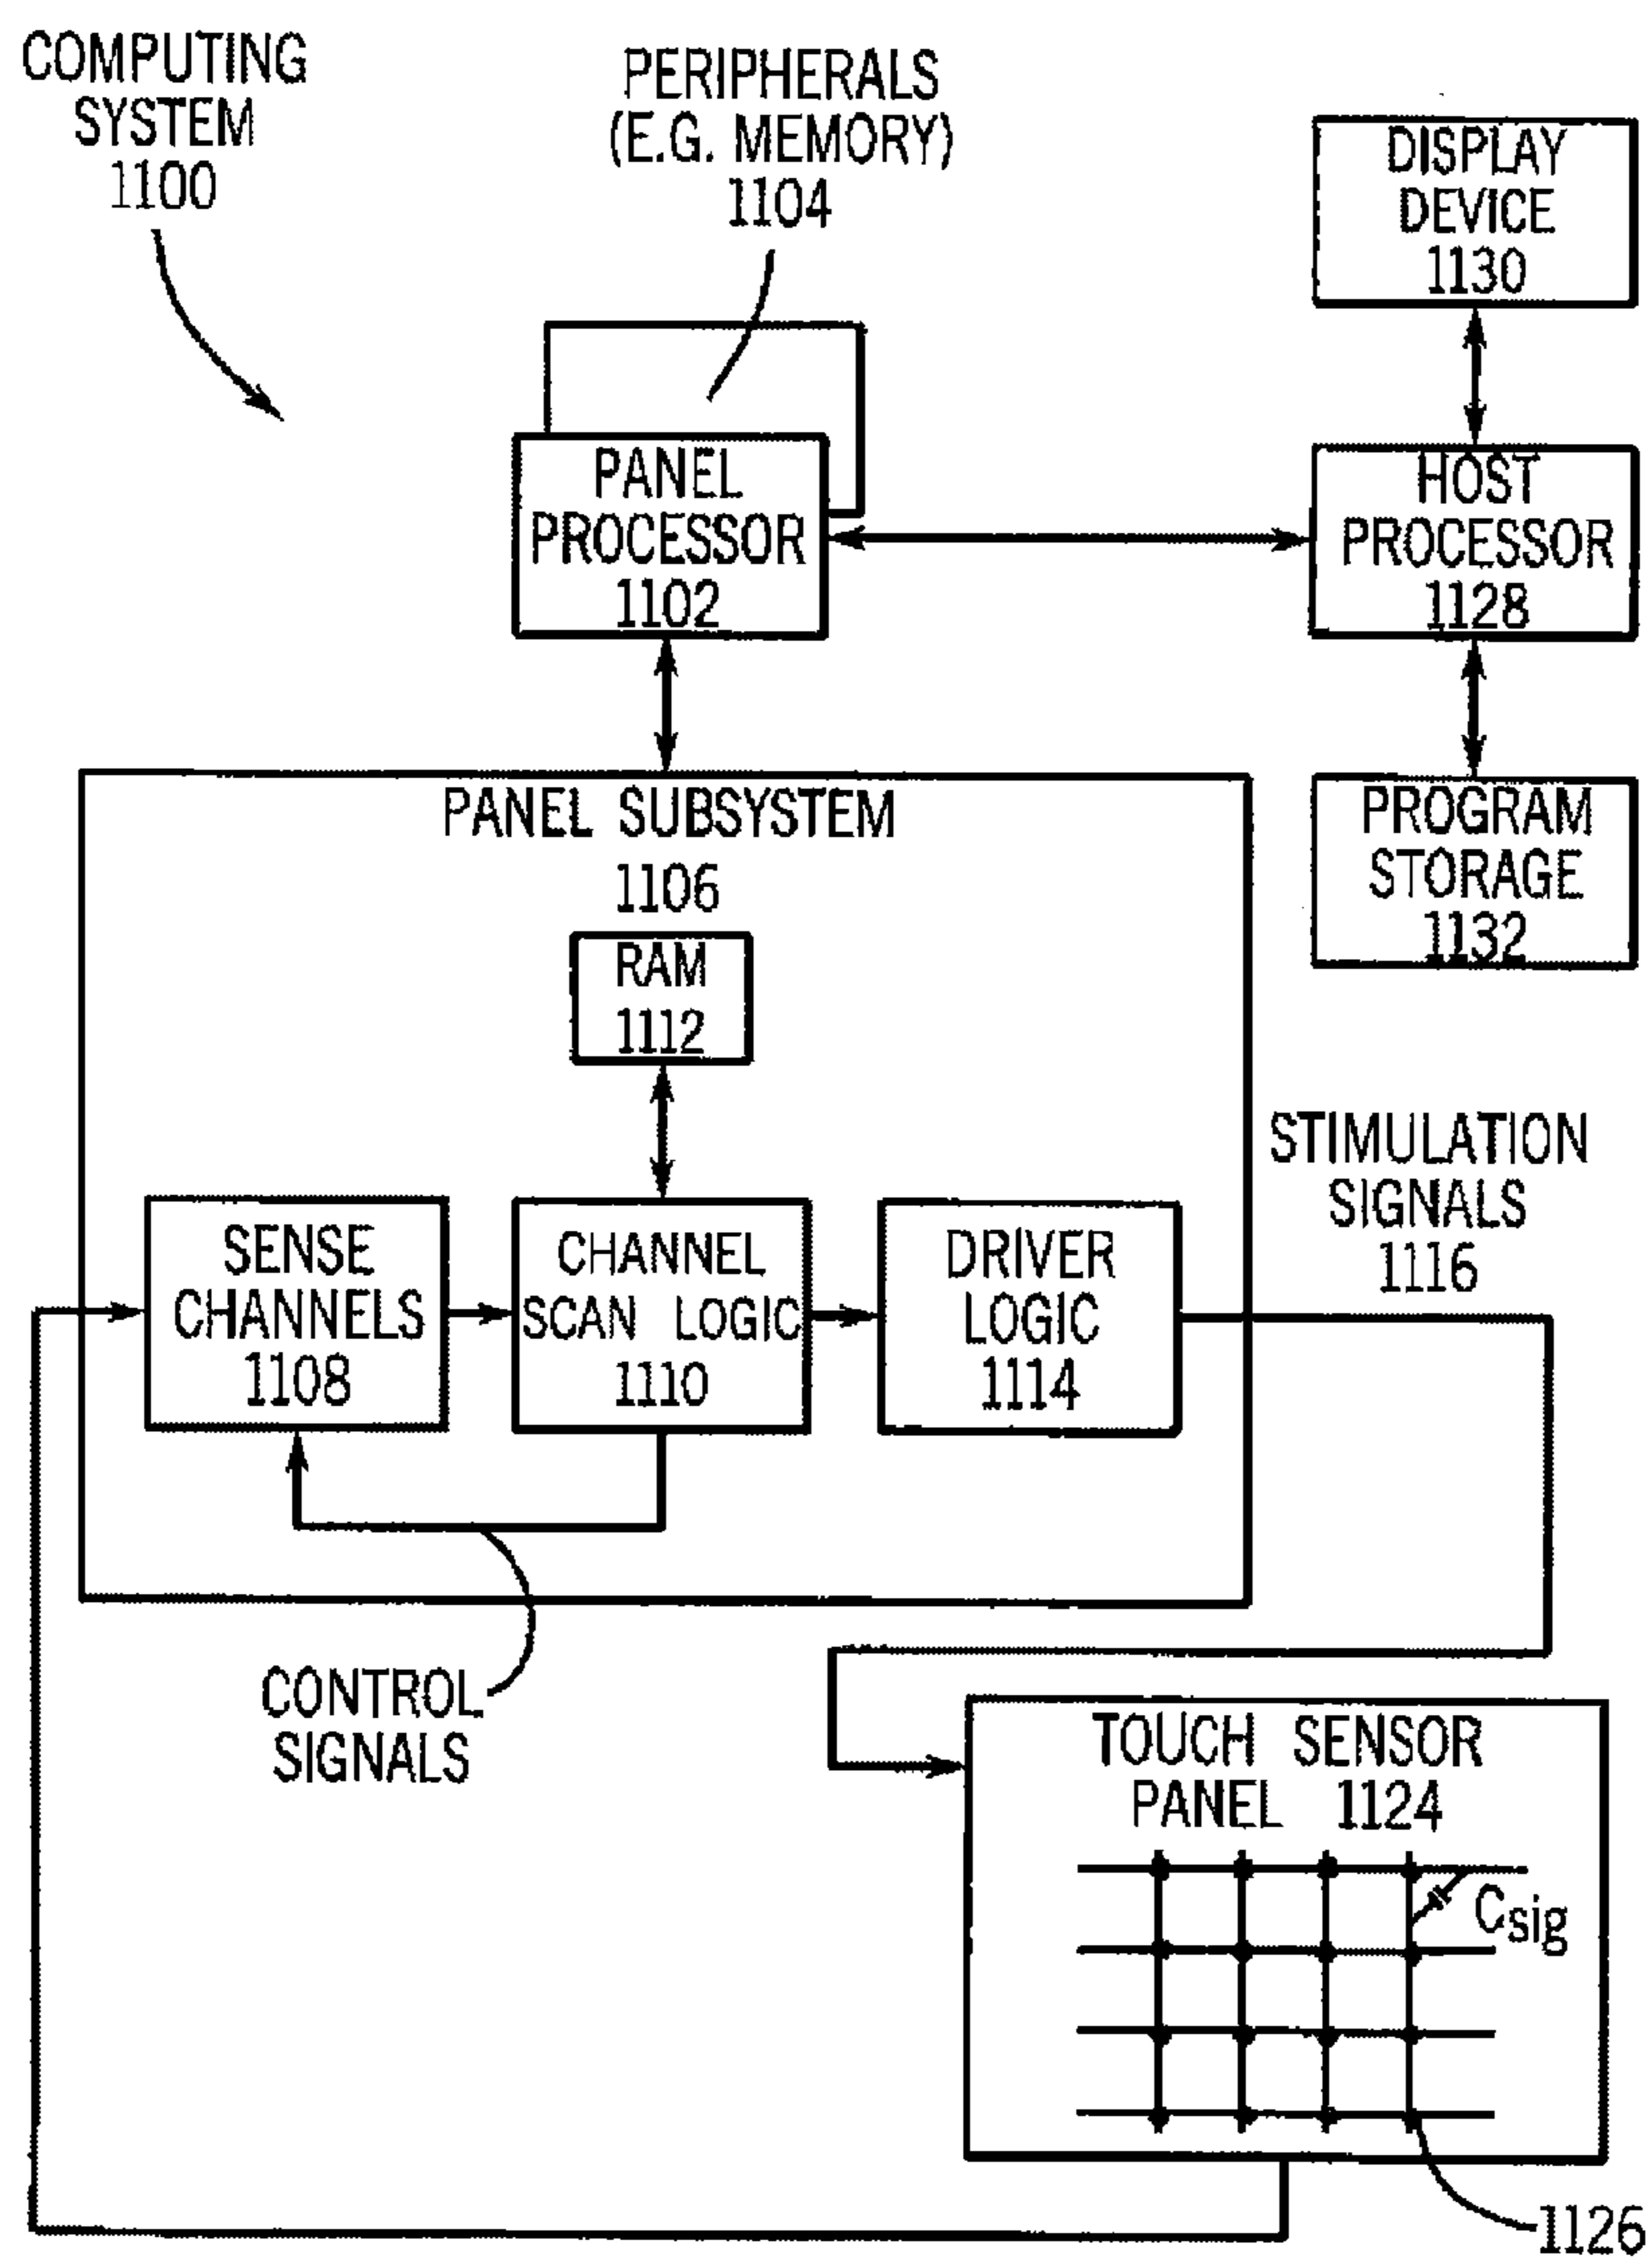 COMPUTING
SYSTEM
1100
PERIPHERALS
(E.G. MEMORY)
1104
DISPLAY
DEVICE
1130
PANEL
PROCESSOR
1102
HOST
PROCESSOR
1128
PANEL SUBSYSTEM
1106
PROGRAM
STORAGE
1132
RAM
1112
STIMULATION
SIGNALS
1116
SENSE
CHANNELS
1108
CHANNEL
SCAN LOGIC
1110
DRIVER
LOGIC
1114
CONTROL
SIGNALS
TOUCH SENSOR
PANEL 1124
Csig
1126